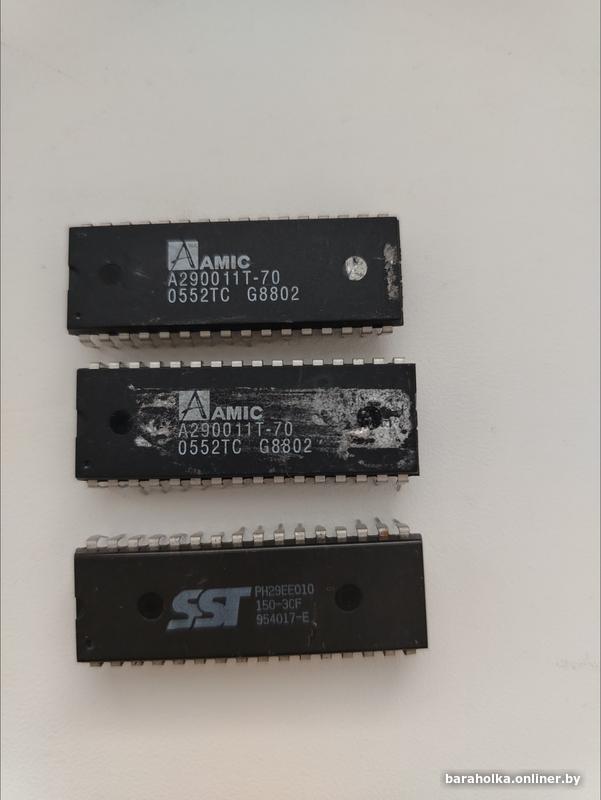 AMIC
A290011T-70
0552TC G8802
AMIC
A290011T-70
0552TC G8802
SST
PH29EE010
150-3CF
954017-E
baraholka.onliner.by